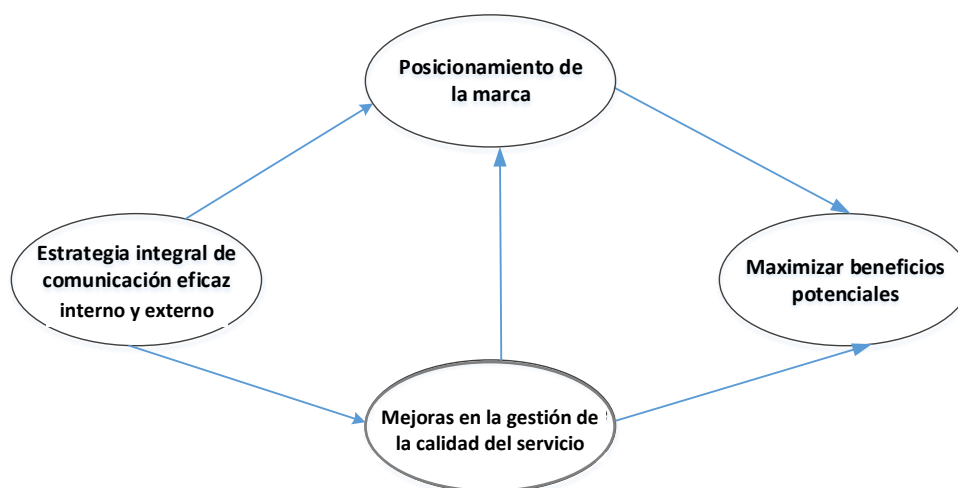 Posicionamiento de
la marca
Estrategia integral de
comunicación eficaz
interno y externo
Maximizar beneficios
potenciales
Mejoras en la gestión de
la calidad del servicio